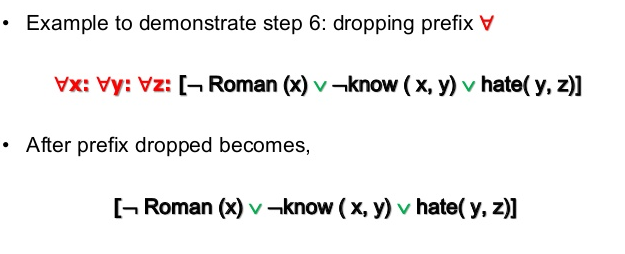 • Example to demonstrate step 6: dropping prefix ∀
∀x: ∀y: ∀z: [¬ Roman (x) ∨ ¬know ( x, y) ∨ hate( y, z)]
• After prefix dropped becomes,
[¬ Roman (x) ∨ ¬know ( x, y) ∨ hate( y, z)]